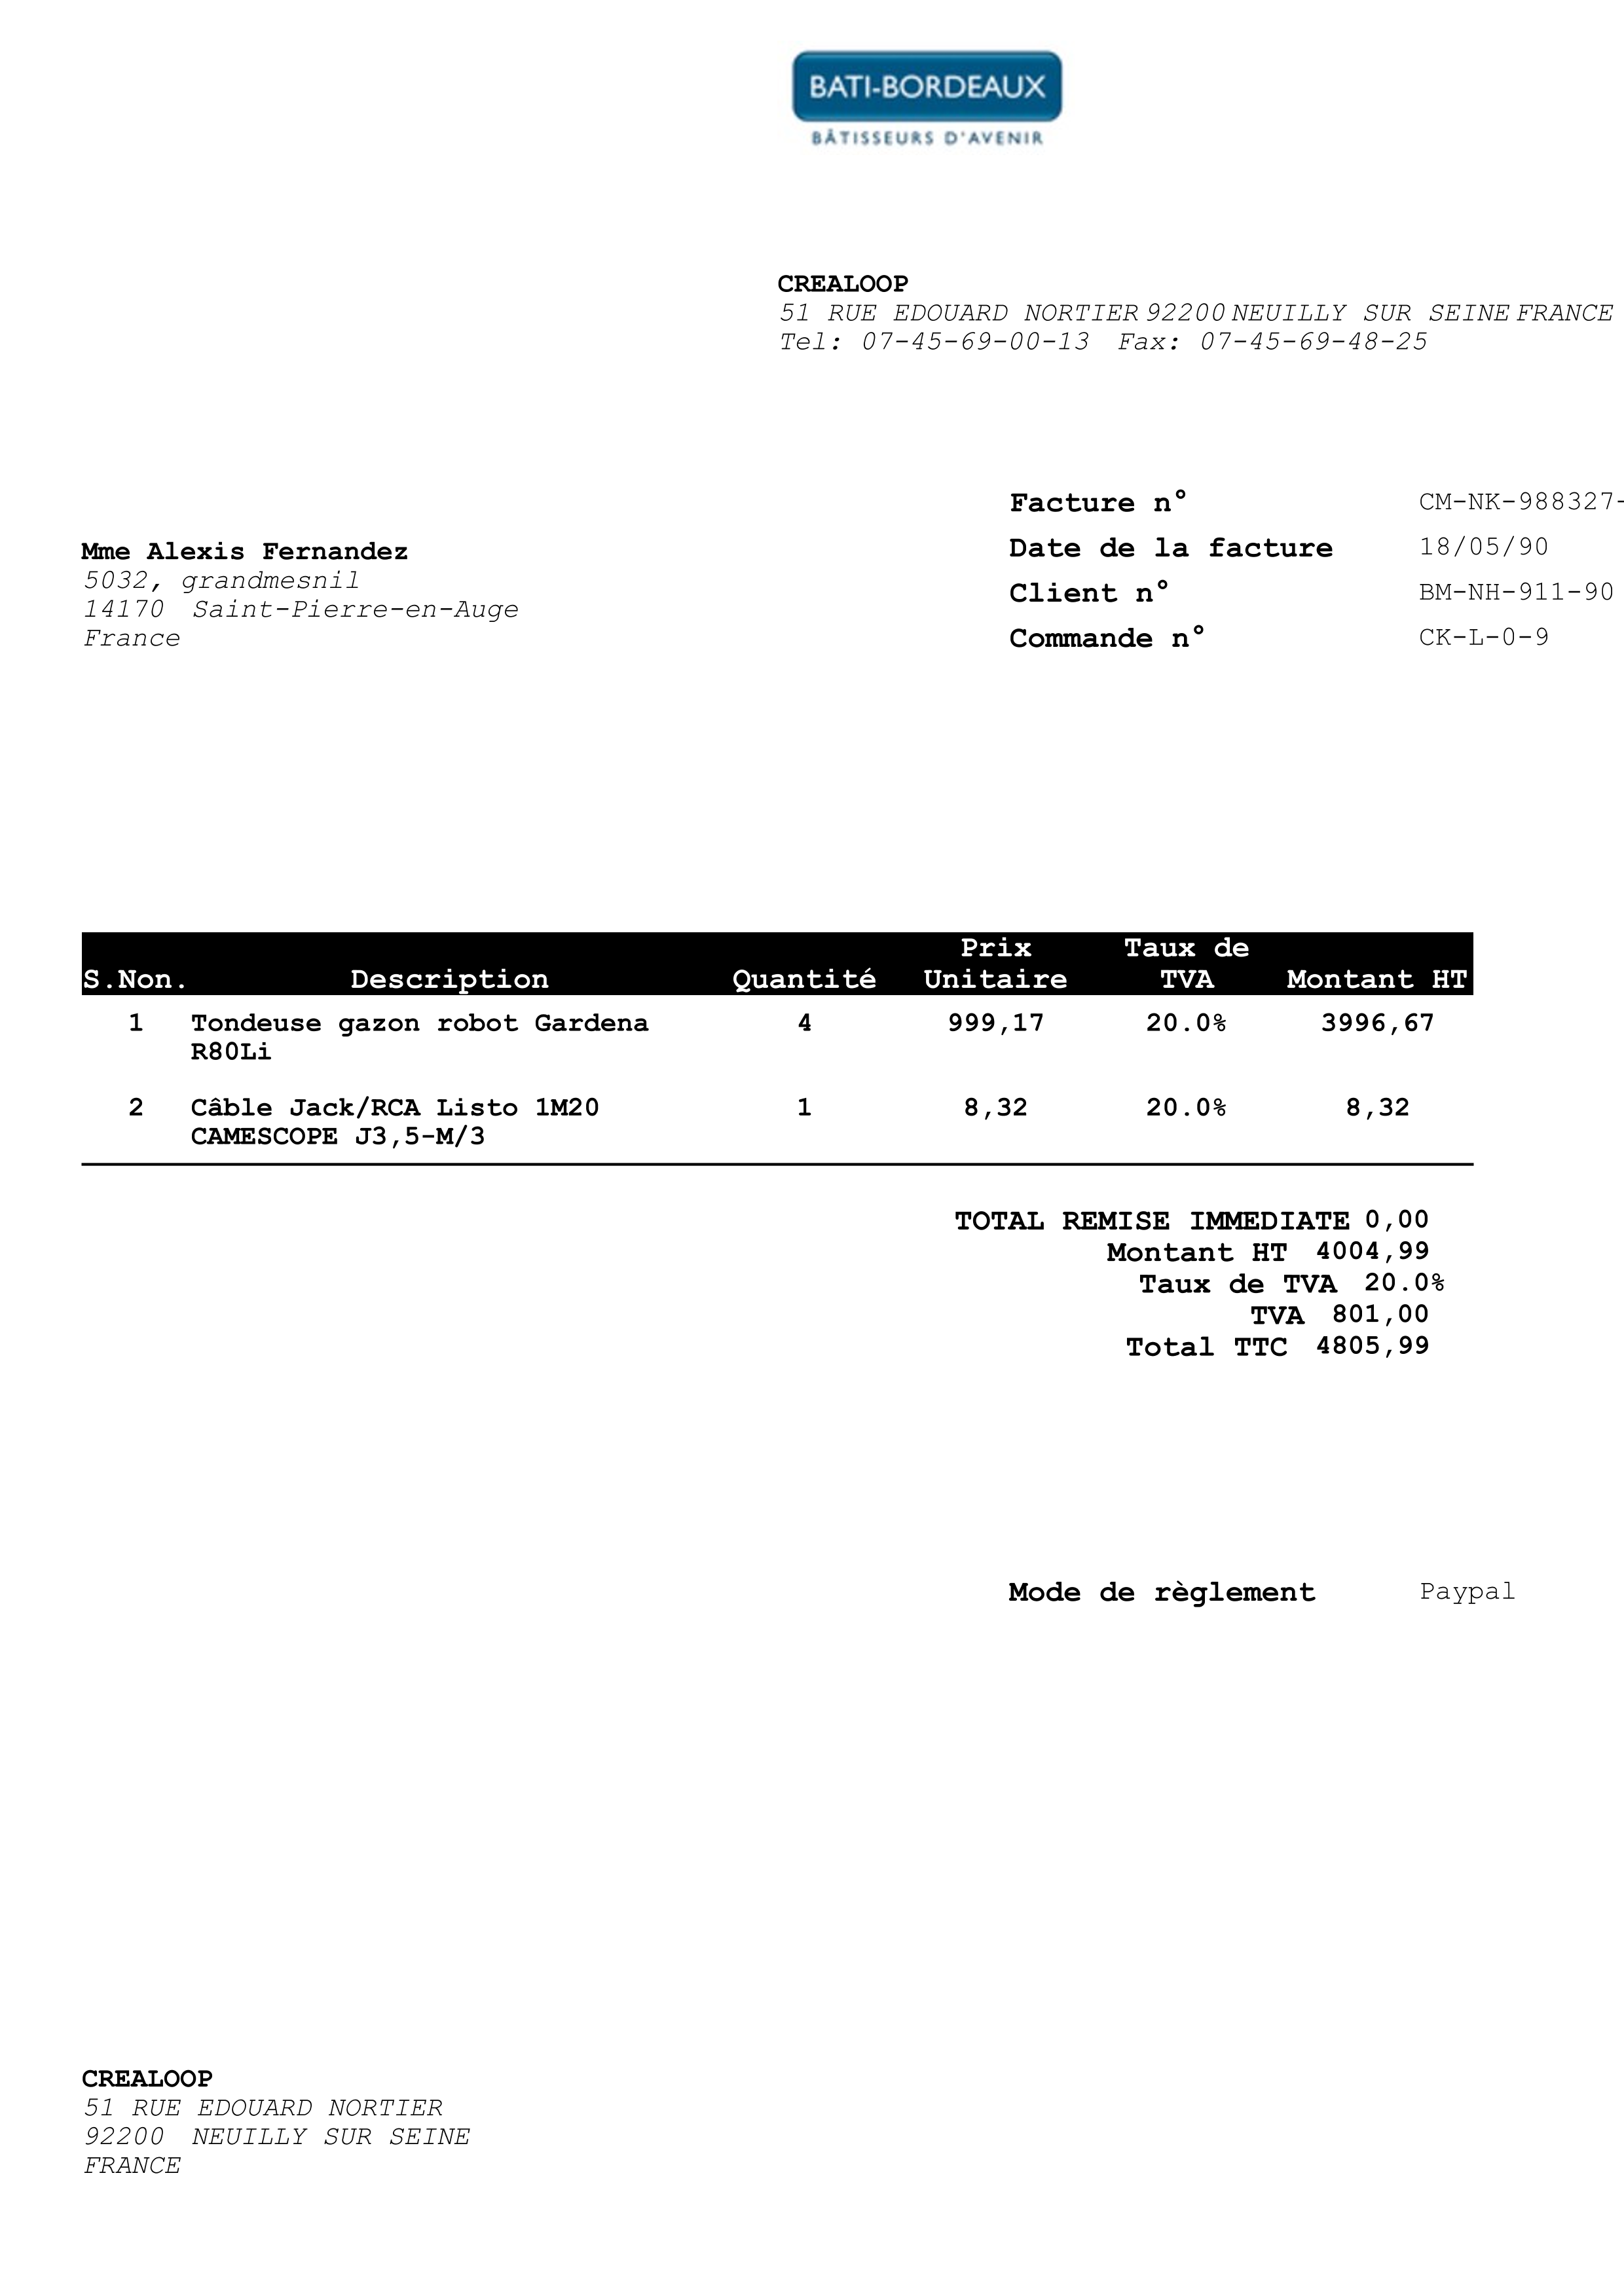 BATI-BORDEAUX
BÂTISSEURS D'AVENIR
CREALOOP
51 RUE EDOUARD NORTIER 92200 NEUILLY SUR SEINE FRANCE
Tel: 07-45-69-00-13 Fax: 07-45-69-48-25
Facture n° CM-NK-988327-
Date de la facture 18/05/90
Client n° BM-NH-911-90
Commande n° CK-L-0-9
Mme Alexis Fernandez
5032, grandmesnil
14170 Saint-Pierre-en-Auge
France
Prix Taux de
S.Non. Description Quantité Unitaire TVA Montant HT
1 Tondeuse gazon robot Gardena 4 999,17 20.0% 3996,67
R80Li
2 Câble Jack/RCA Listo 1M20 1 8,32 20.0% 8,32
CAMESCOPE J3,5-M/3
TOTAL REMISE IMMEDIATE 0,00
Montant HT 4004,99
Taux de TVA 20.0%
TVA 801,00
Total TTC 4805,99
Mode de règlement Paypal
CREALOOP
51 RUE EDOUARD NORTIER
92200 NEUILLY SUR SEINE
FRANCE